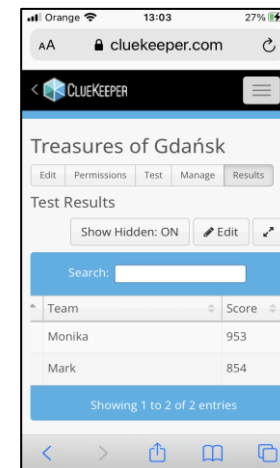 Orange 13:03 27%
AA cluekeeper.com
CLUEKEEPER
Treasures of Gdańsk
Edit Permissions Test Manage Results
Test Results
Show Hidden: ON Edit
Search:
Team Score
Monika 953
Mark 854
Showing 1 to 2 of 2 entries